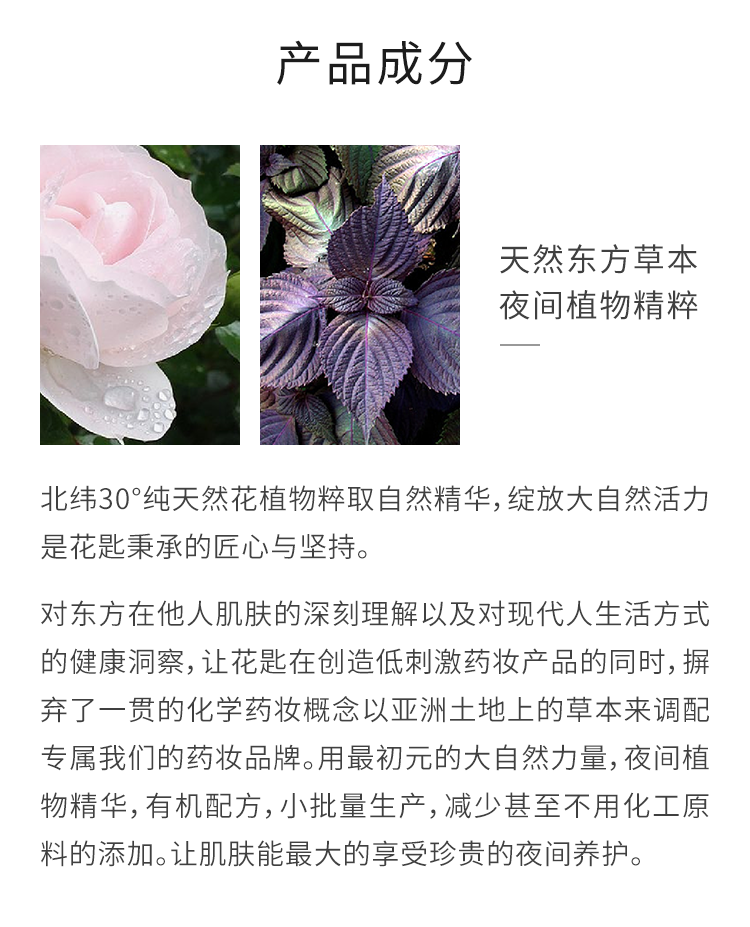 产品成分
天然东方草本
夜间植物精粹
北纬30°纯天然花植物粹取自然精华，绽放大自然活力
是花匙秉承的匠心与坚持。
对东方在他人肌肤的深刻理解以及对现代人生活方式
的健康洞察，让花匙在创造低刺激药妆产品的同时，摒
弃了一贯的化学药妆概念以亚洲土地上的草本来调配
专属我们的药妆品牌。用最初元的大自然力量，夜间植
物精华，有机配方，小批量生产，减少甚至不用化工原
料的添加。让肌肤能最大的享受珍贵的夜间养护。